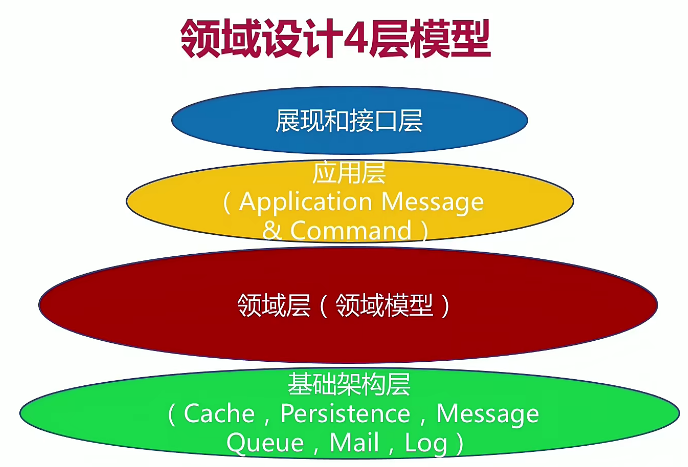 领域设计4层模型
展现和接口层
应用层
（Application Message
& Command）
领域层（领域模型）
基础架构层
（Cache，Persistence，Message
Queue，Mail，Log）